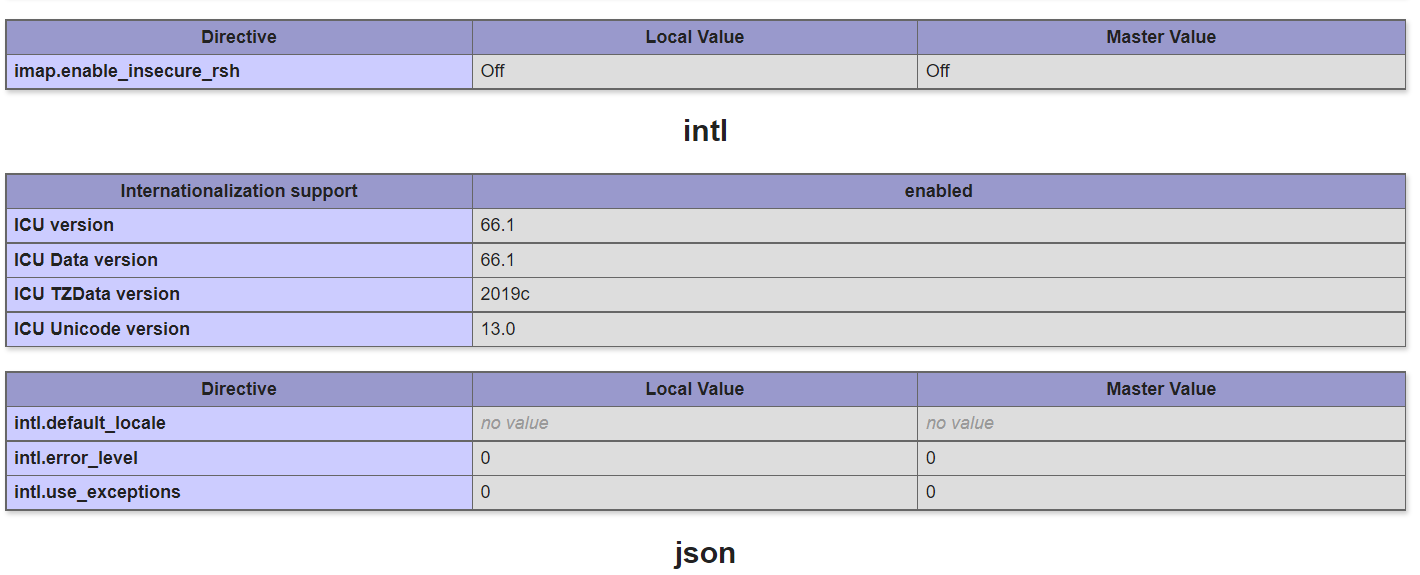 Directive Local Value Master Value
imap.enable_insecure_rsh Off Off
intl
Internationalization support enabled
ICU version 66.1
ICU Data version 66.1
ICU TZData version 2019c
ICU Unicode version 13.0
Directive Local Value Master Value
intl.default_locale no value no value
intl.error_level 0 0
intl.use_exceptions 0 0
json